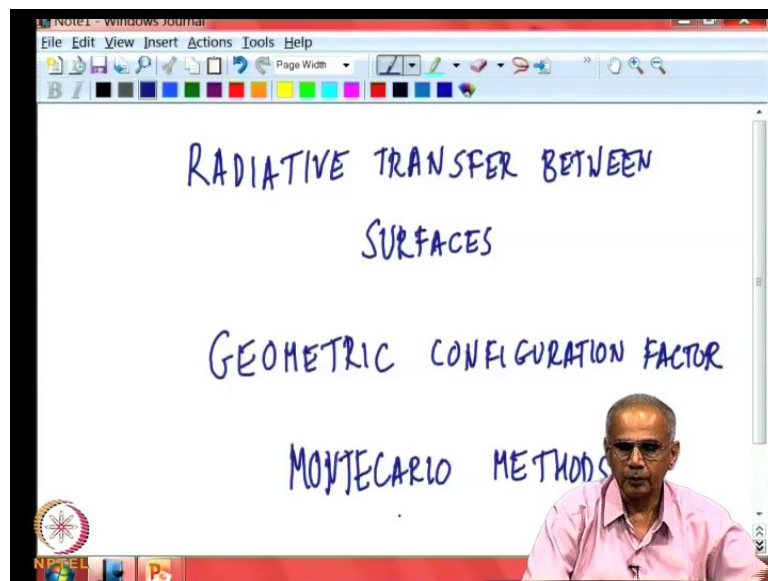 Note1 - Windows Journal
File Edit View Insert Actions Tools Help
Page Width
B I
RADIATIVE TRANSFER BETWEEN
SURFACES
GEOMETRIC CONFIGURATION FACTOR
MONTECARLO METHODS
NPTEL